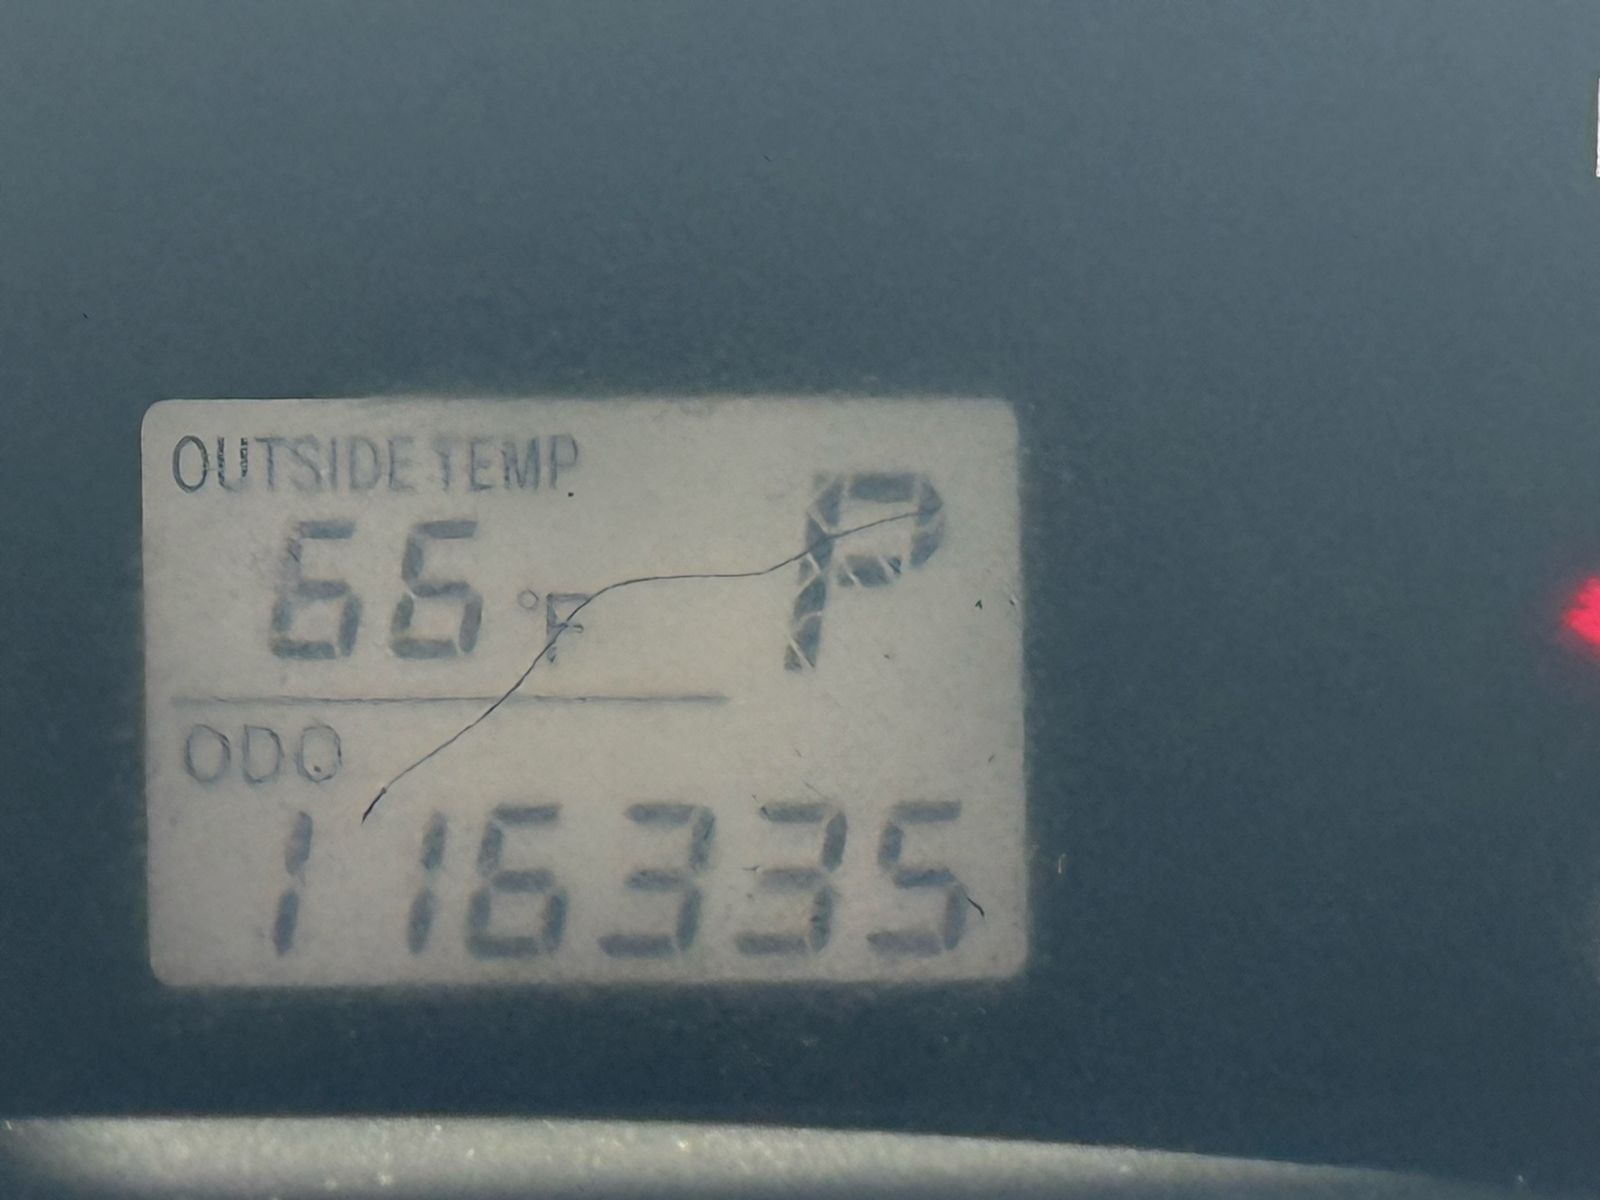 OUTSIDE TEMP
P
66 °F
ODO
116335